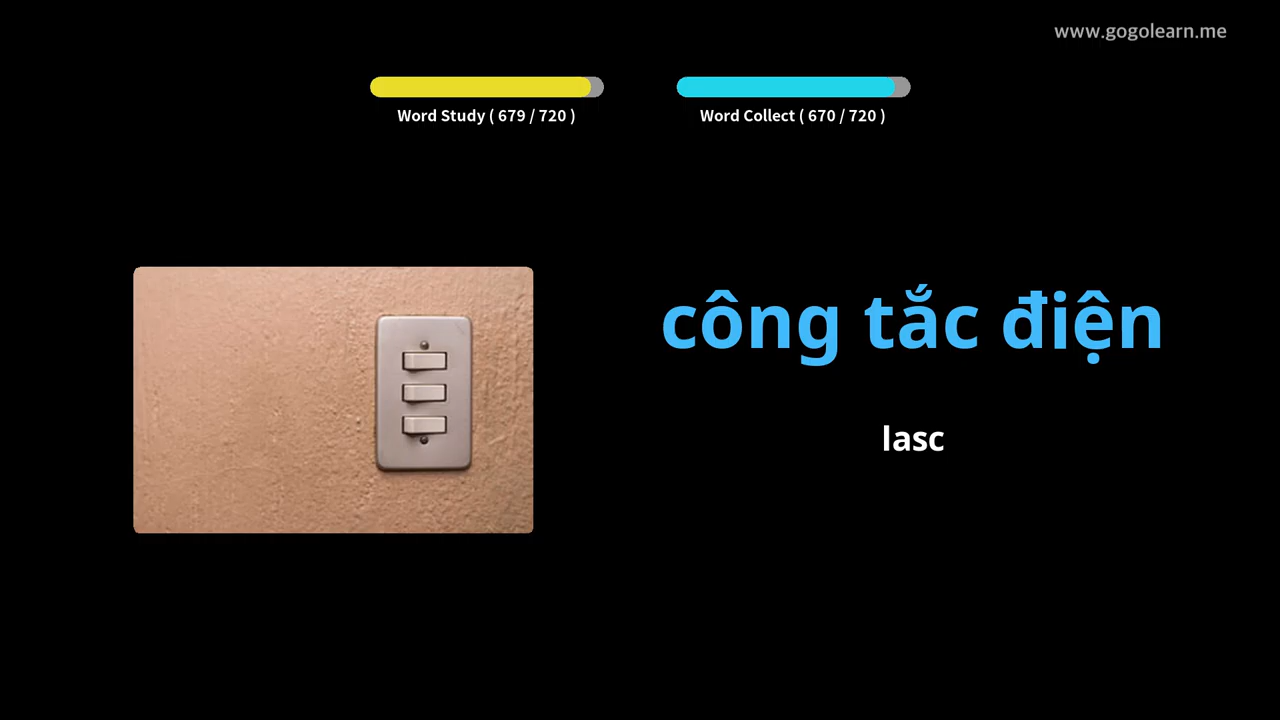 www.gogolearn.me
Word Study ( 679 / 720 )
Word Collect ( 670 / 720 )
công tắc điện
lasc